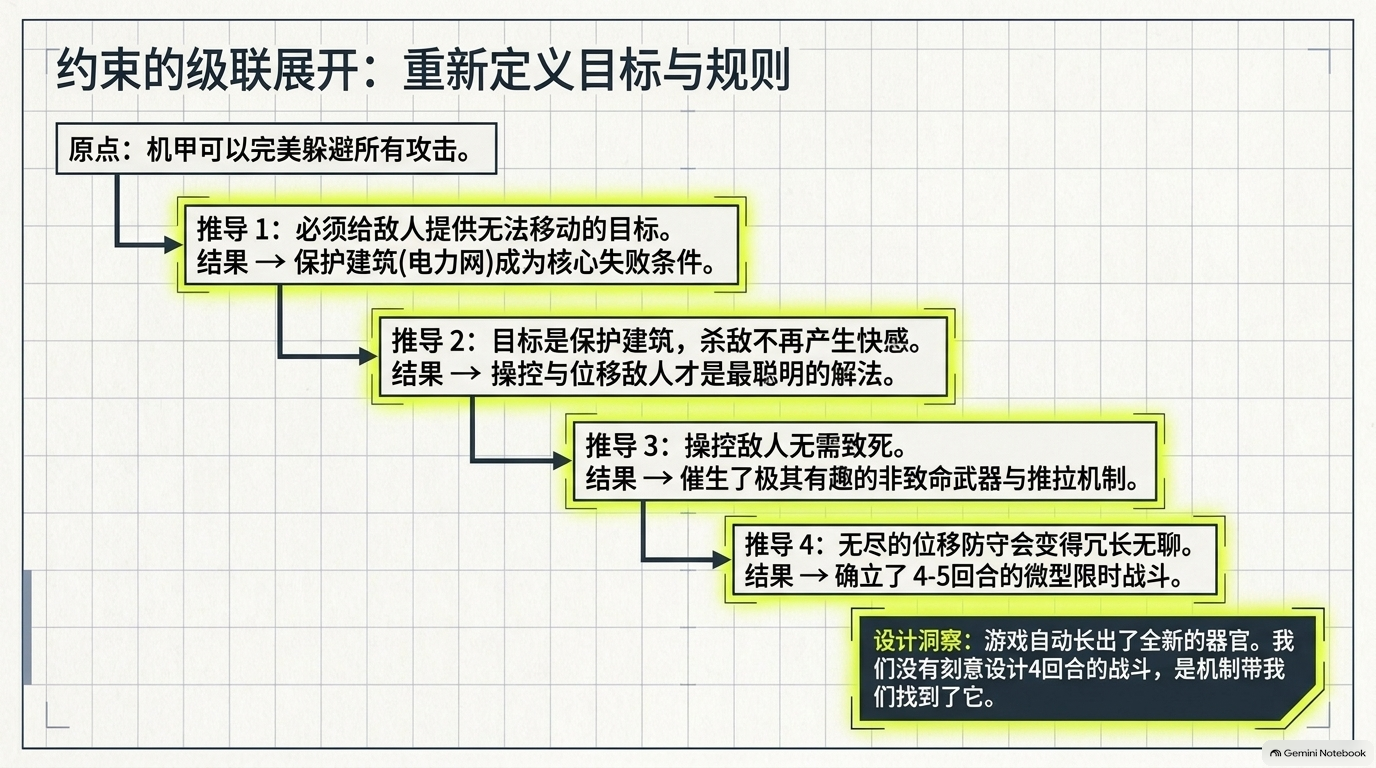 约束的级联展开：重新定义目标与规则
原点：机甲可以完美躲避所有攻击。
推导 1：必须给敌人提供无法移动的目标。
结果 → 保护建筑(电力网)成为核心失败条件。
推导 2：目标是保护建筑，杀敌不再产生快感。
结果 → 操控与位移敌人才是最聪明的解法。
推导 3：操控敌人无需致死。
结果 → 催生了极其有趣的非致命武器与推拉机制。
推导 4：无尽的位移防守会变得冗长无聊。
结果 → 确立了 4-5回合的微型限时战斗。
设计洞察：游戏自动长出了全新的器官。我
们没有刻意设计4回合的战斗，是机制带我
们找到了它。
Gemini Notebook